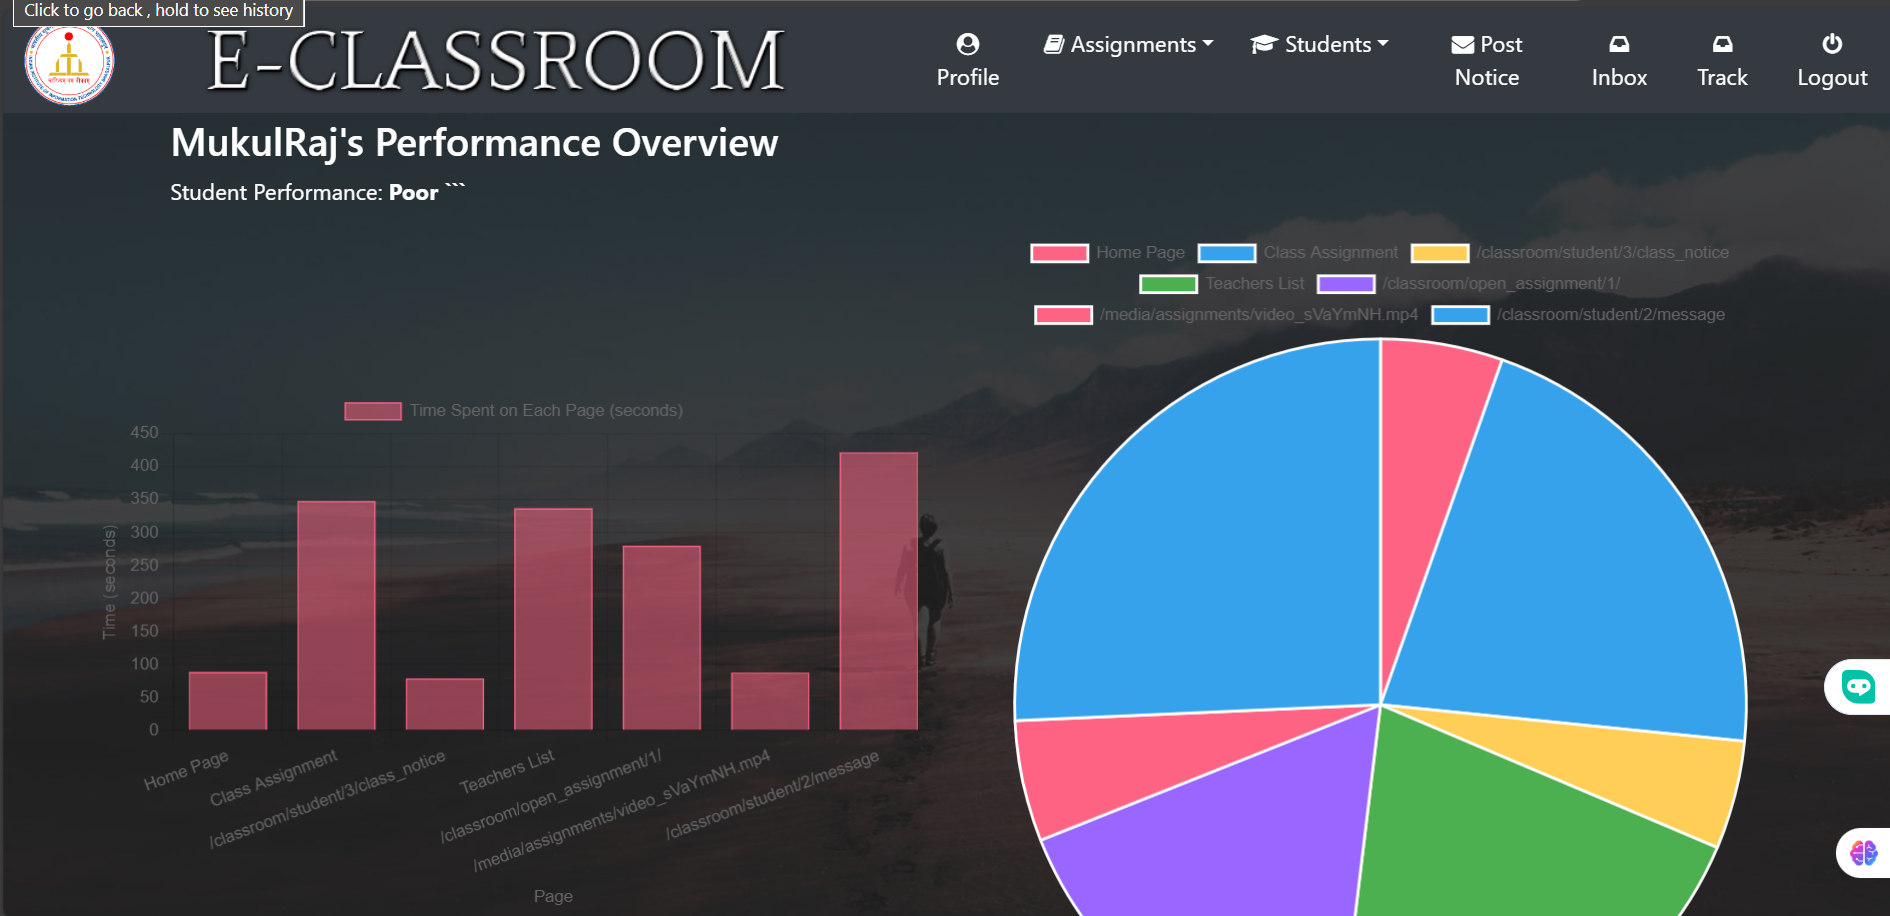 Click to go back , hold to see history
E-CLASSROOM
Profile
Assignments
Students
Post
Notice
Inbox
Track
Logout
MukulRaj's Performance Overview
Student Performance: Poor ```
Time Spent on Each Page (seconds)
450
400
350
300
250
200
150
100
50
0
Time (seconds)
Home Page
Class Assignment
/classroom/student/3/class_notice
Teachers List
/classroom/open_assignment/1/
/media/assignments/video_sVaYmNH.mp4
/classroom/student/2/message
Page
Home Page Class Assignment /classroom/student/3/class_notice
Teachers List /classroom/open_assignment/1/
/media/assignments/video_sVaYmNH.mp4 /classroom/student/2/message